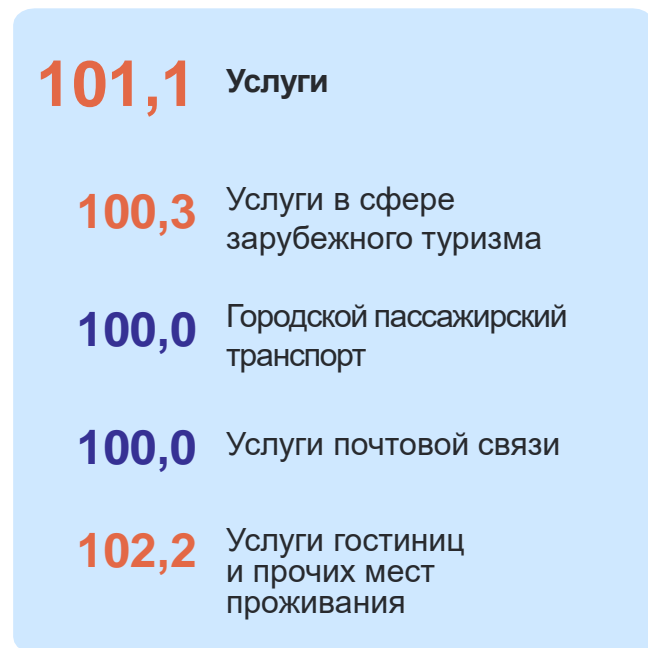 101,1 Услуги
100,3 Услуги в сфере
зарубежного туризма
100,0 Городской пассажирский
транспорт
100,0 Услуги почтовой связи
102,2 Услуги гостиниц
и прочих мест
проживания